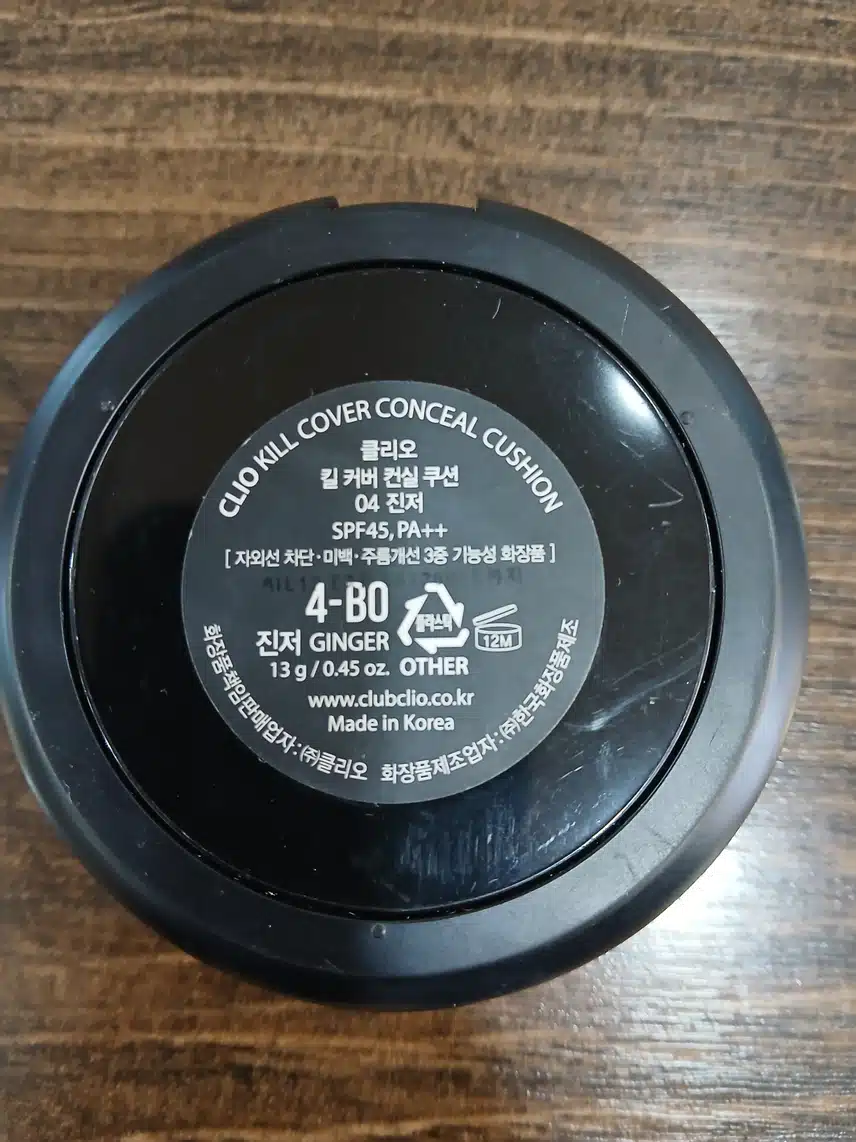 CLIO KILL COVER CONCEAL CUSHION
클리오
킬 커버 컨실 쿠션
04 진저
SPF45, PA++
[ 자외선 차단·미백·주름개선 3중 기능성 화장품 ]
4-BO
진저 GINGER
플라스틱
12M
13 g / 0.45 oz. OTHER
www.clubclio.co.kr
Made in Korea
화장품책임판매업자 : ㈜클리오 화장품제조업자 : ㈜한국화장품제조